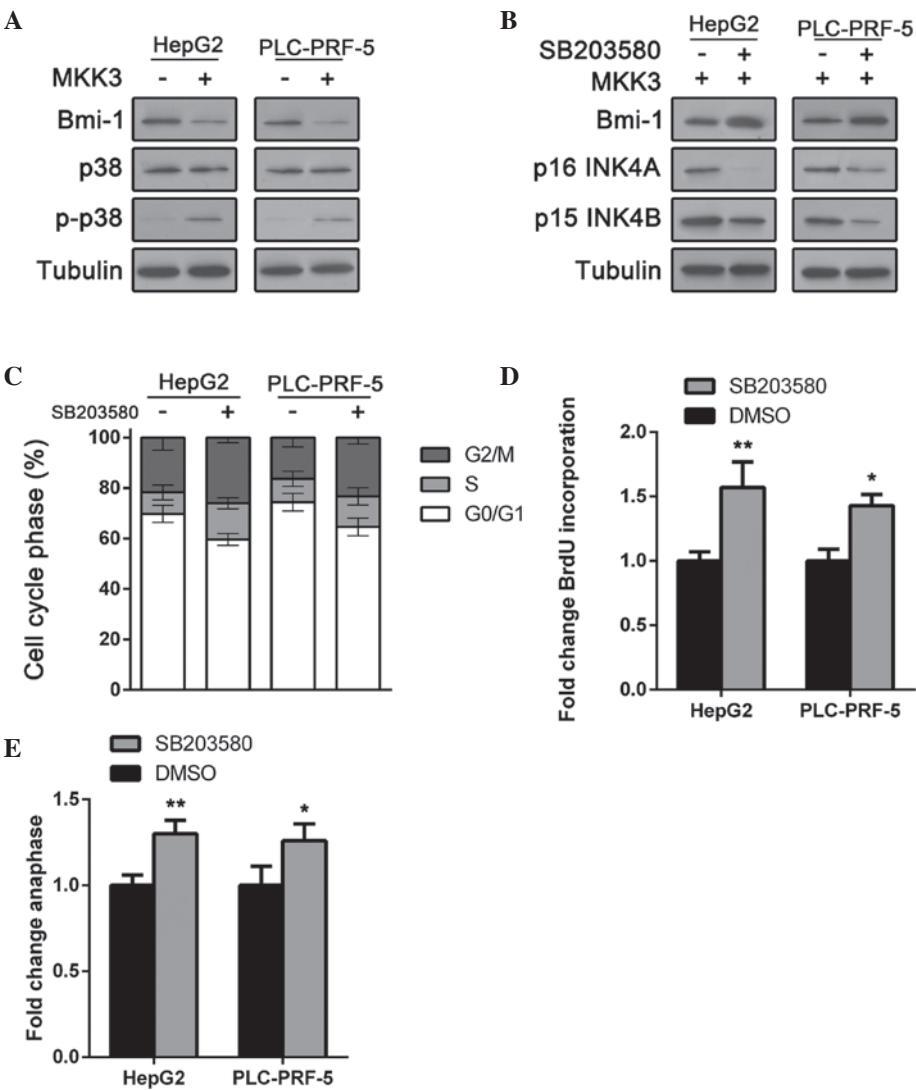 A
HepG2 PLC-PRF-5
MKK3 - + - +
Bmi-1
p38
p-p38
Tubulin
B
HepG2 PLC-PRF-5
SB203580 - + - +
MKK3 + + + +
Bmi-1
p16 INK4A
p15 INK4B
Tubulin
C
HepG2 PLC-PRF-5
SB203580 - + - +
Cell cycle phase (%)
100
80
60
40
20
0
G2/M
S
G0/G1
D
SB203580
DMSO
Fold change BrdU incorporation
2.0
1.5
1.0
0.5
0.0
** *
HepG2 PLC-PRF-5
E
SB203580
DMSO
Fold change anaphase
1.5
1.0
0.5
0.0
** *
HepG2 PLC-PRF-5